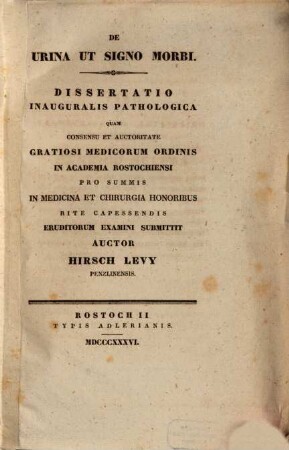 DE
URINA UT SIGNO MORBI.
DISSERTATIO
INAUGURALIS PATHOLOGICA
QUAM
CONSENSU ET AUCTORITATE
GRATIOSI MEDICORUM ORDINIS
IN ACADEMIA ROSTOCHIENSI
PRO SUMMIS
IN MEDICINA ET CHIRURGIA HONORIBUS
RITE CAPESSENDIS
ERUDITORUM EXAMINI SUBMITTIT
AUCTOR
HIRSCH LEVY
PENZLINENSIS.
ROSTOCHII
TYPIS ADLERIANIS.
MDCCCXXXVI.